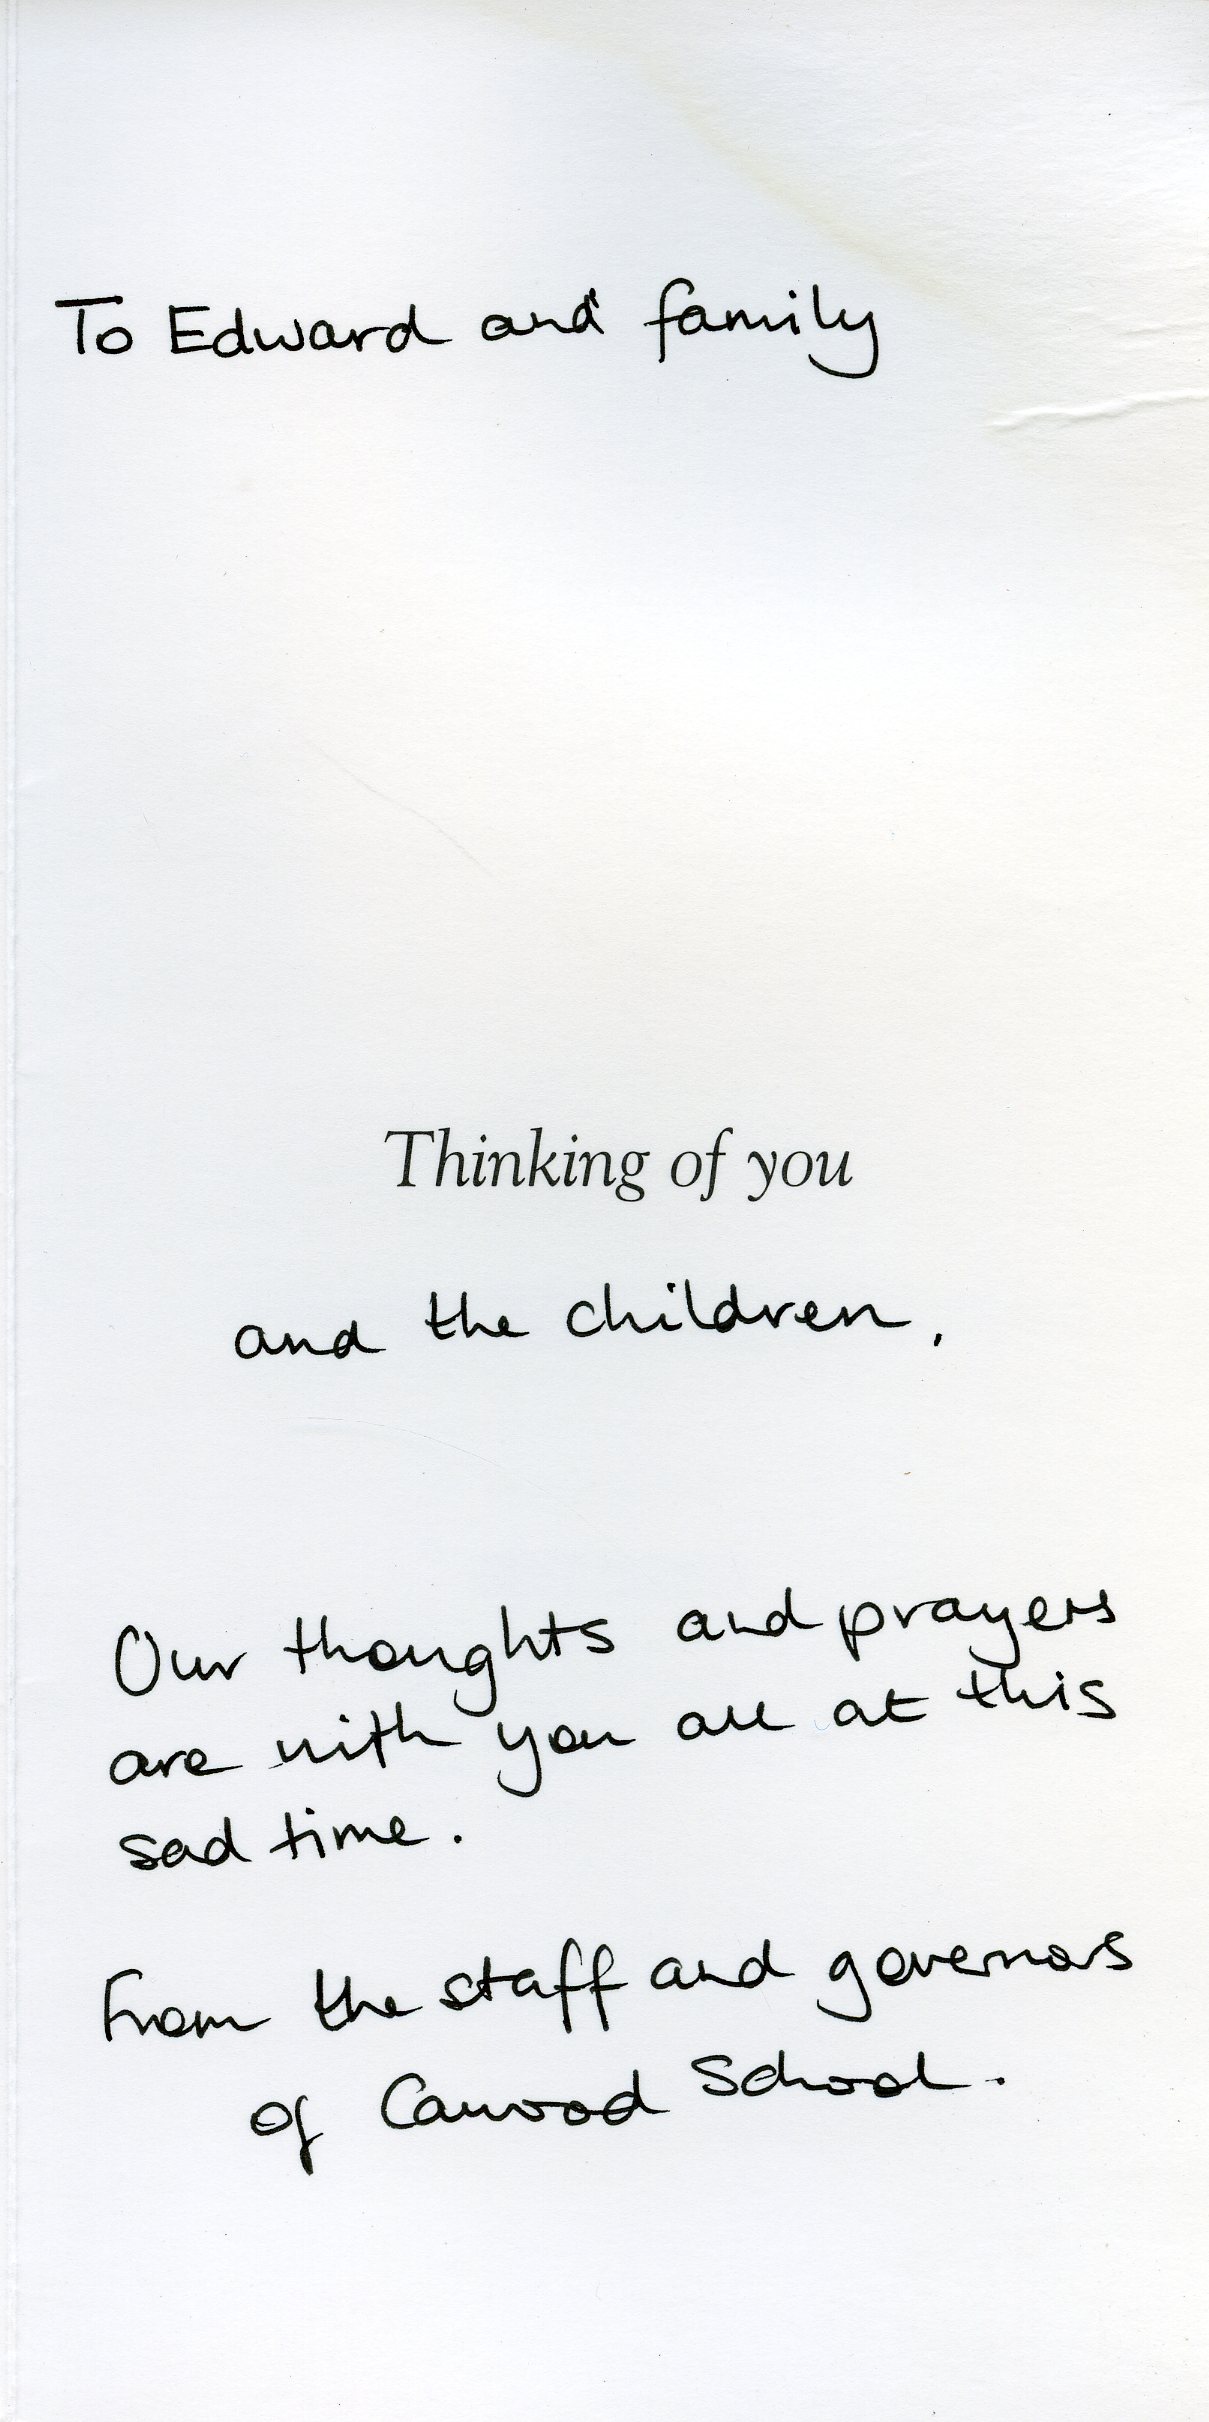 To Edward and family
Thinking of you
and the children,
Our thoughts and prayers
are with you all at this
sad time.
From the staff and governors
of Cawood School.